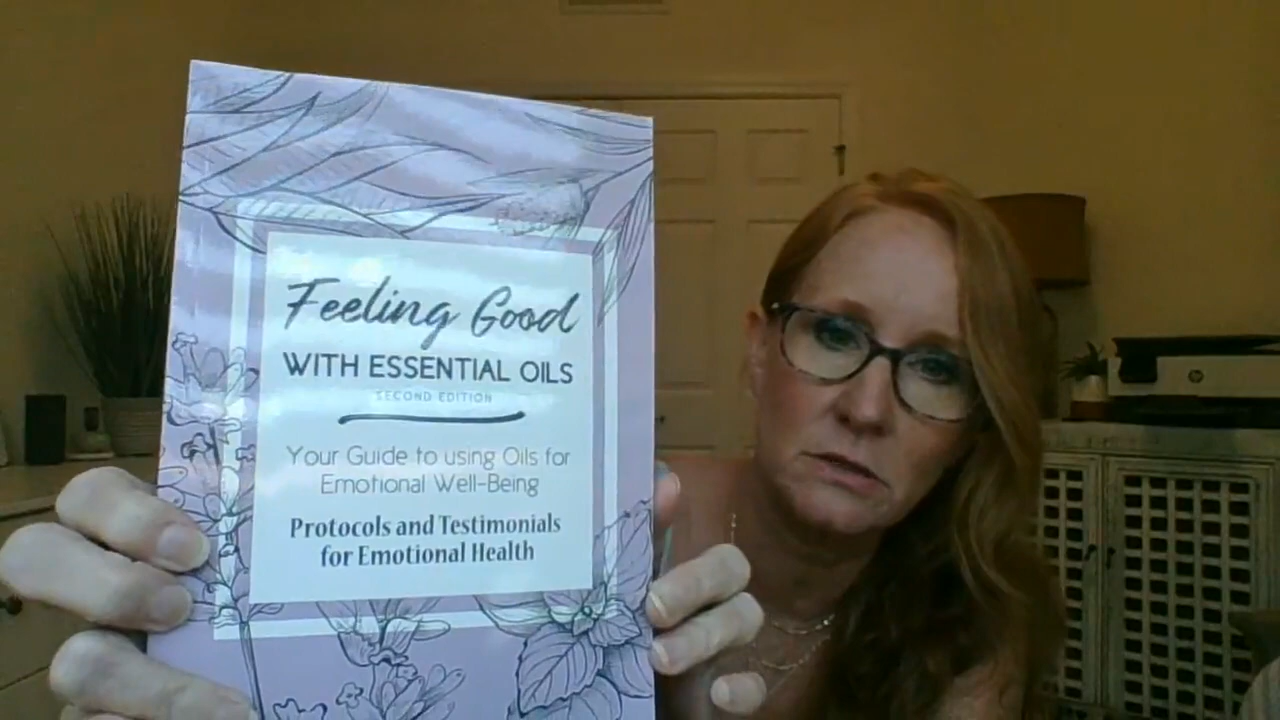 Feeling Good
WITH ESSENTIAL OILS
SECOND EDITION
Your Guide to using Oils for
Emotional Well-Being
Protocols and Testimonials
for Emotional Health
hp